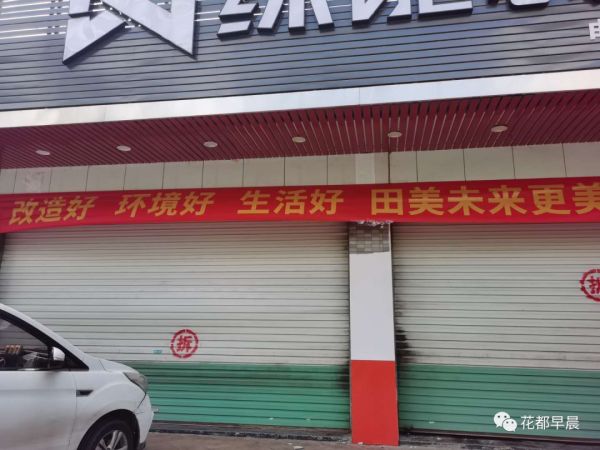 改造好 环境好 生活好 田美未来更美
拆
拆
花都早晨